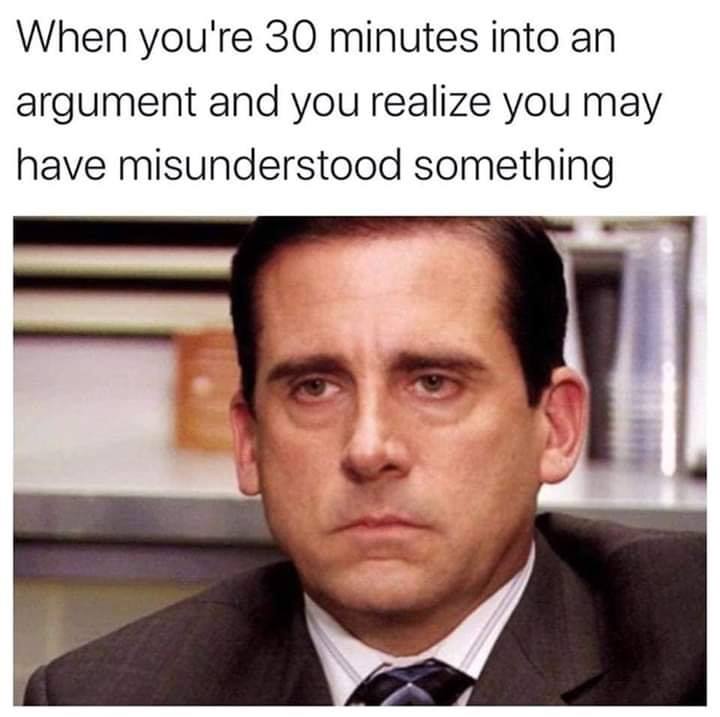 When you're 30 minutes into an
argument and you realize you may
have misunderstood something